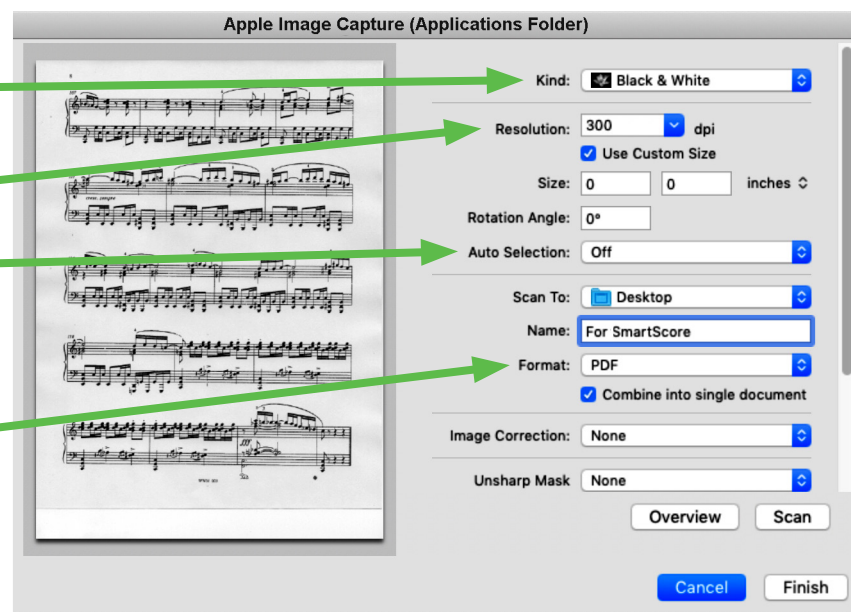 Apple Image Capture (Applications Folder)
Kind: Black & White
Resolution: 300 dpi
Use Custom Size
Size: 0 0 inches
Rotation Angle: 0°
Auto Selection: Off
Scan To: Desktop
Name: For SmartScore
Format: PDF
Combine into single document
Image Correction: None
Unsharp Mask None
Overview Scan
Cancel Finish